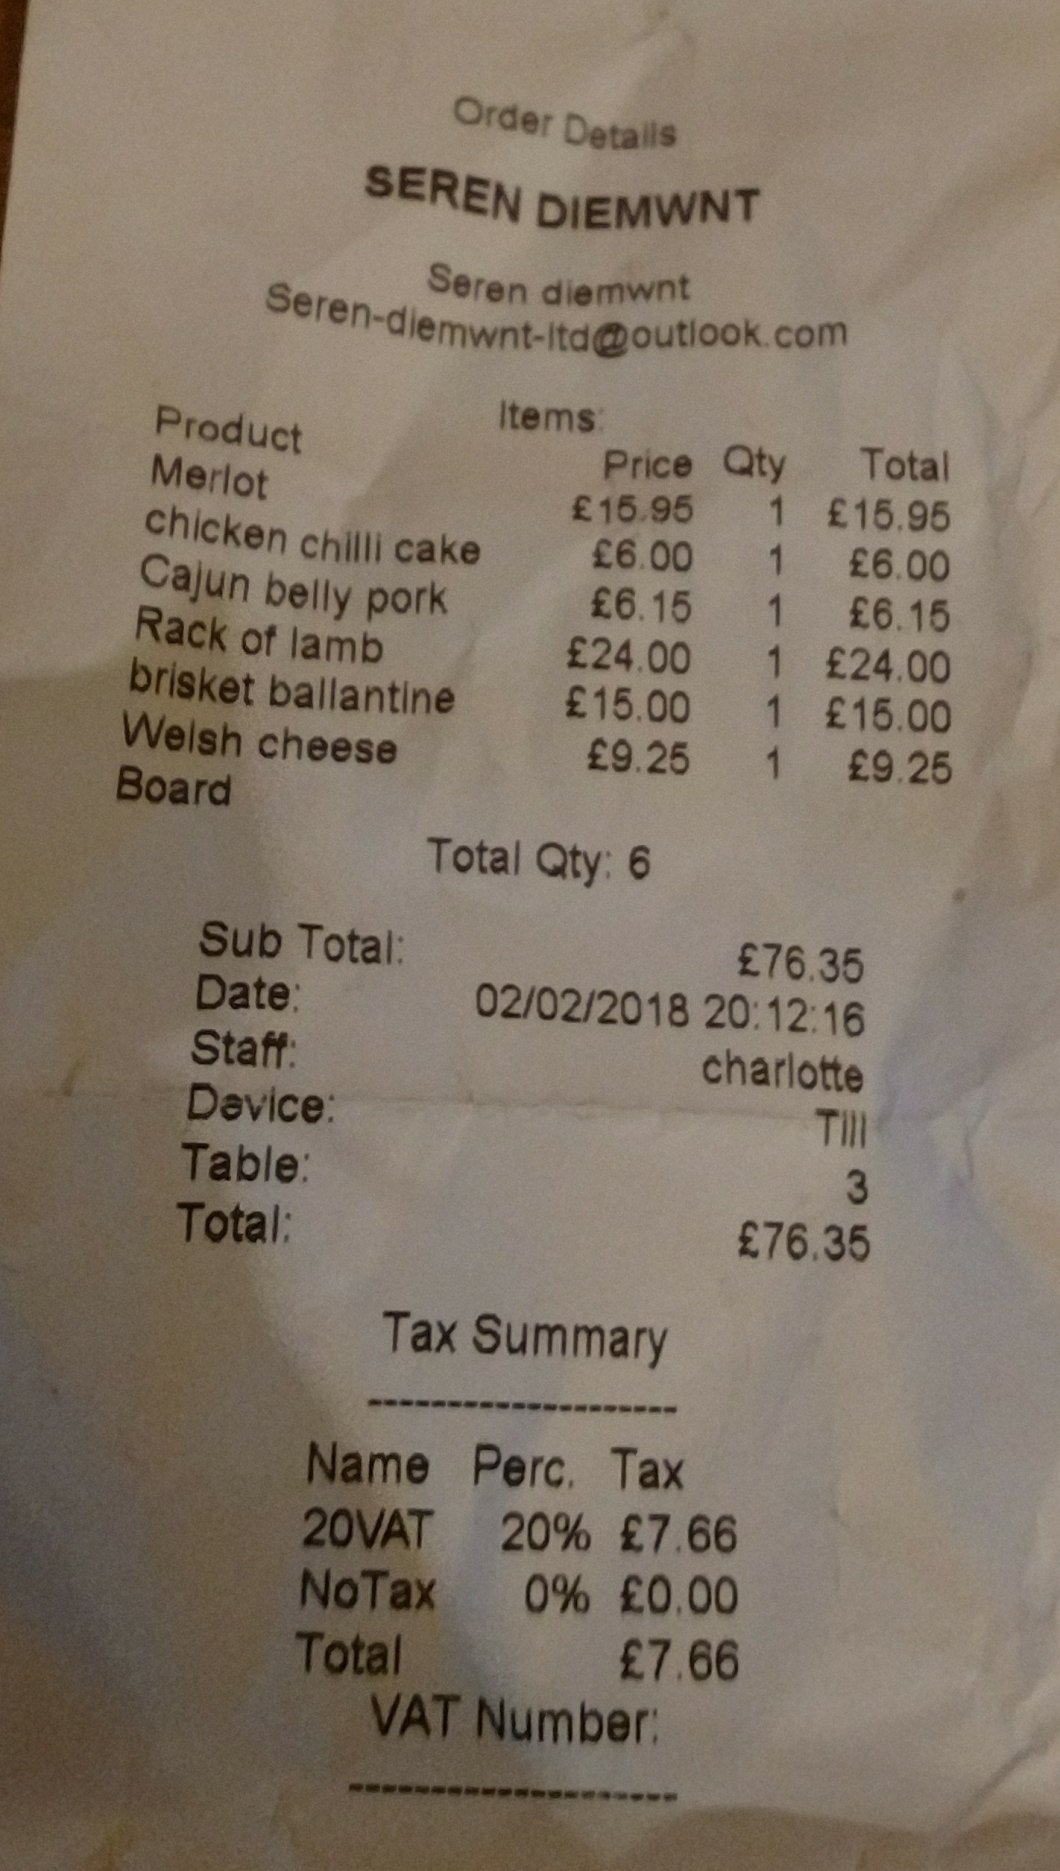 Order Details
SEREN DIEMWNT
Seren diemwnt
Seren-diemwnt-ltd@outlook.com
Items:
Product Price Qty Total
Merlot £15.95 1 £15.95
chicken chilli cake £6.00 1 £6.00
Cajun belly pork £6.15 1 £6.15
Rack of lamb £24.00 1 £24.00
brisket ballantine £15.00 1 £15.00
Welsh cheese £9.25 1 £9.25
Board
Total Qty: 6
Sub Total: £76.35
Date: 02/02/2018 20:12:16
Staff: charlotte
Device: Till
Table: 3
Total: £76.35
Tax Summary
--------------------
Name Perc. Tax
20VAT 20% £7.66
NoTax 0% £0.00
Total £7.66
VAT Number:
---------------------